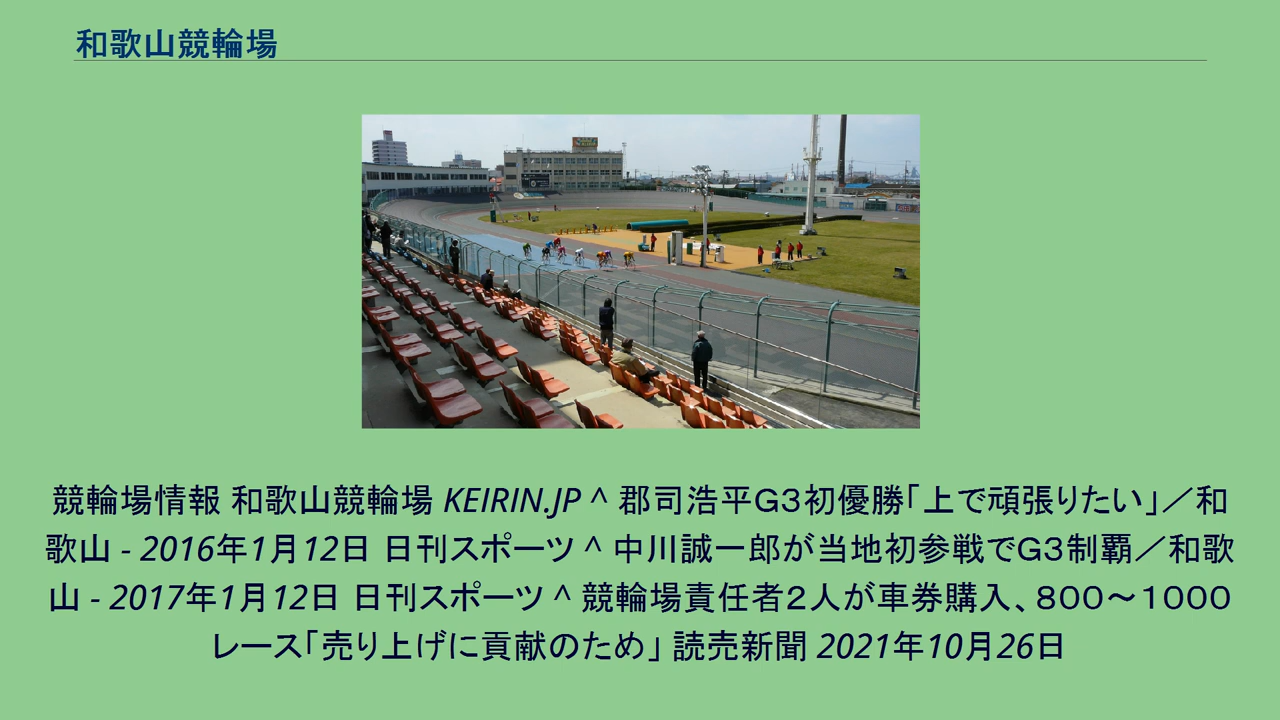 和歌山競輪場
競輪場情報 和歌山競輪場 KEIRIN.JP ^ 郡司浩平Ｇ３初優勝「上で頑張りたい」／和
歌山 - 2016年1月12日 日刊スポーツ ^ 中川誠一郎が当地初参戦でＧ３制覇／和歌
山 - 2017年1月12日 日刊スポーツ ^ 競輪場責任者２人が車券購入、８００～１０００
レース「売り上げに貢献のため」 読売新聞 2021年10月26日